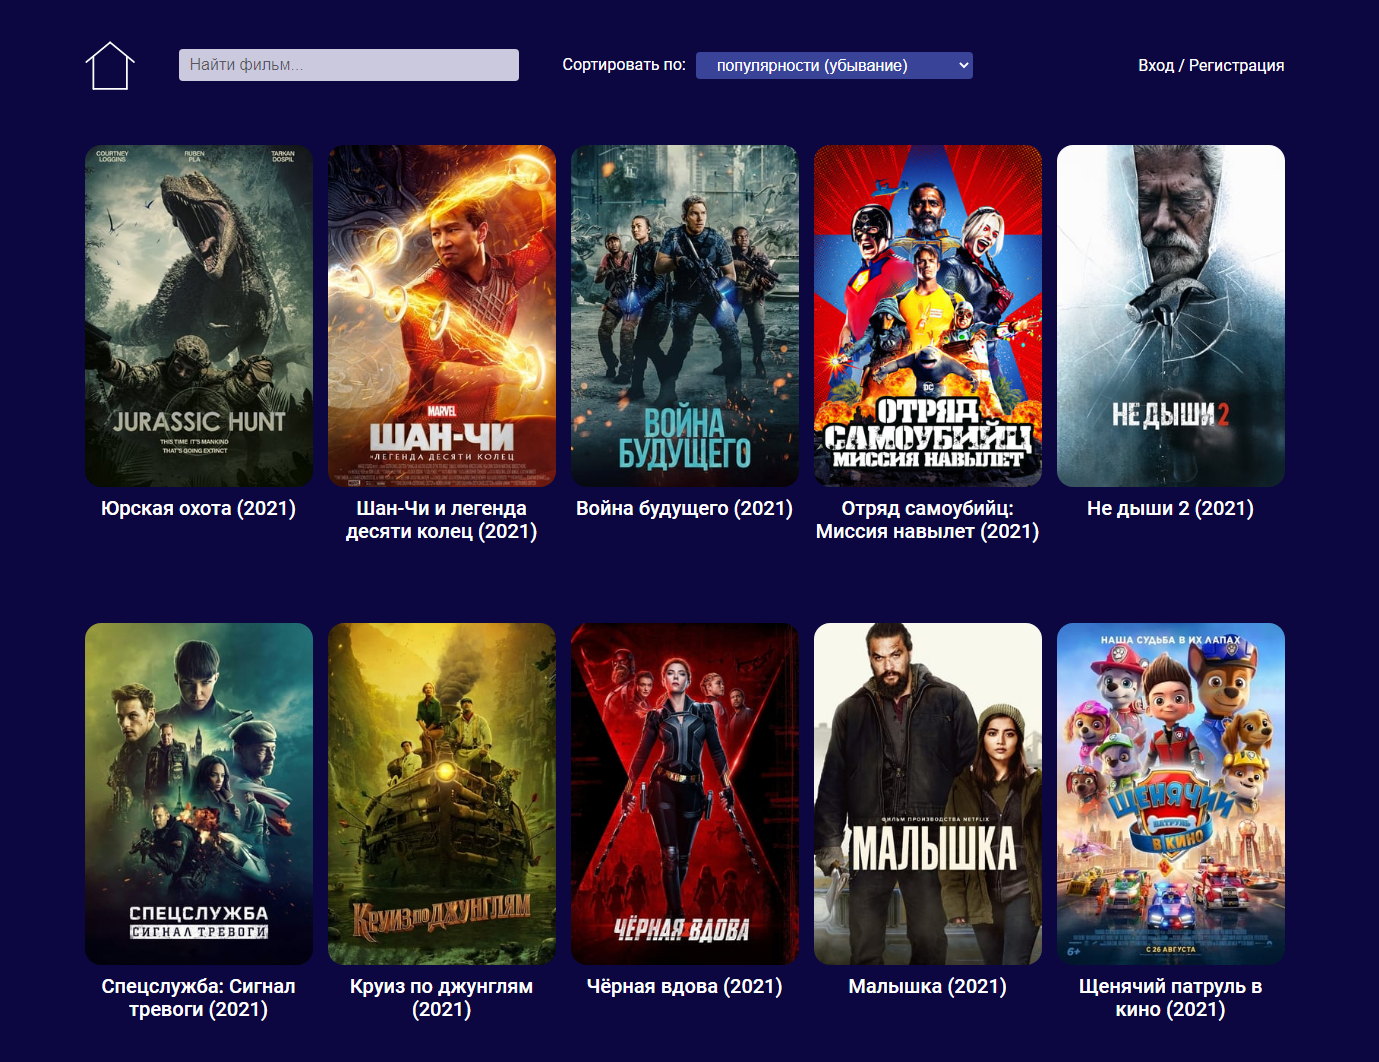 Найти фильм...
Сортировать по:
популярности (убывание)
Вход / Регистрация
COURTNEY LOGGINS
RUBEN PLA
TARKAN DOSPIL
JURASSIC HUNT
THIS TIME IT'S MANKIND
THAT'S GOING EXTINCT
MARVEL
ШАН-ЧИ
И ЛЕГЕНДА ДЕСЯТИ КОЛЕЦ
ВОЙНА
БУДУЩЕГО
DC
ОТРЯД
САМОУБИЙЦ
МИССИЯ НАВЫЛЕТ
НЕ ДЫШИ 2
Юрская охота (2021)
Шан-Чи и легенда
десяти колец (2021)
Война будущего (2021)
Отряд самоубийц:
Миссия навылет (2021)
Не дыши 2 (2021)
СПЕЦСЛУЖБА
СИГНАЛ ТРЕВОГИ
КРУИЗ ПО ДЖУНГЛЯМ
ЧЁРНАЯ ВДОВА
ФИЛЬМ ПРОИЗВОДСТВА NETFLIX
МАЛЫШКА
НАША СУДЬБА В ИХ ЛАПАХ
ЩЕНЯЧИЙ
ПАТРУЛЬ
В КИНО
С 26 АВГУСТА
6+
Спецслужба: Сигнал
тревоги (2021)
Круиз по джунглям
(2021)
Чёрная вдова (2021)
Малышка (2021)
Щенячий патруль в
кино (2021)